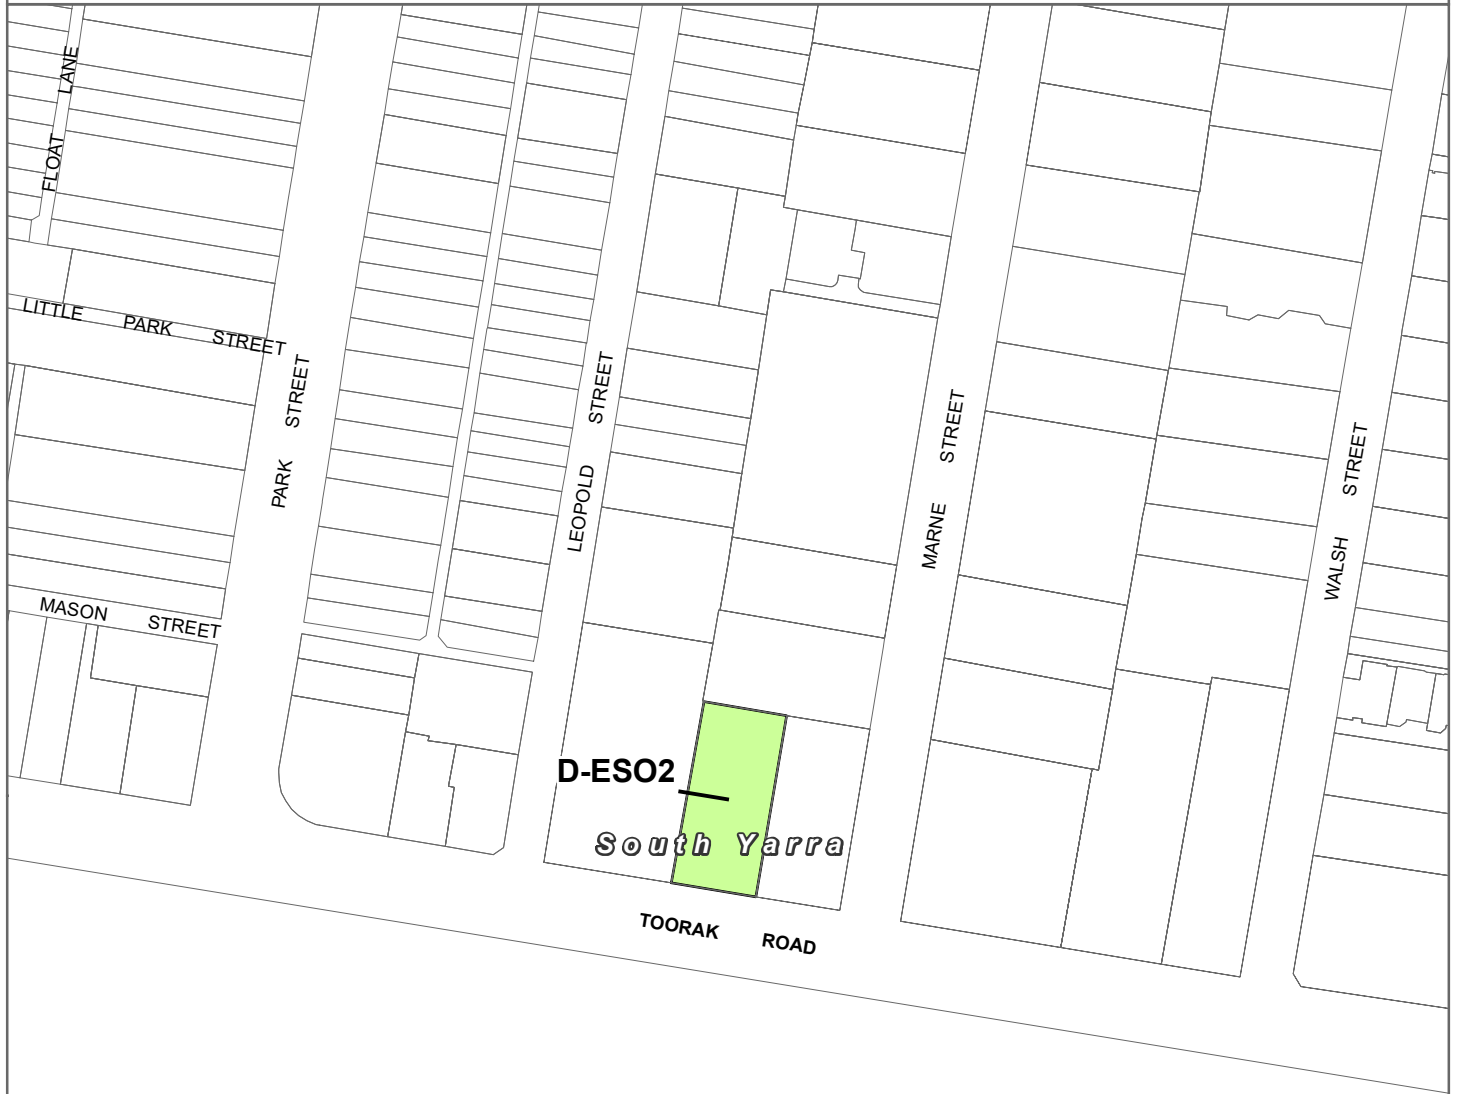 FLOAT LANE
LITTLE PARK STREET
PARK STREET
LEOPOLD STREET
MARNE STREET
WALSH STREET
MASON STREET
D-ESO2
South Yarra
TOORAK ROAD